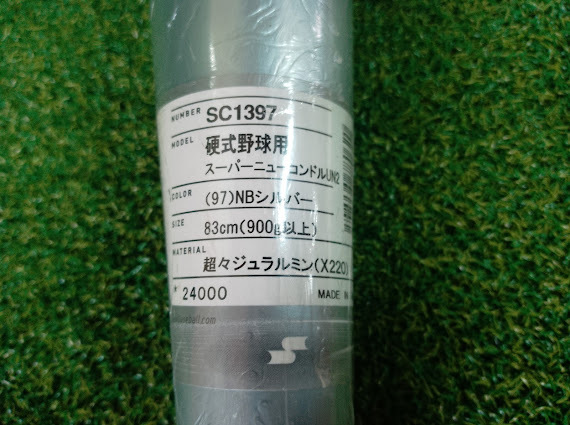 NUMBER SC1397
MODEL 硬式野球用
スーパーニューコンドルUN2
COLOR (97)NBシルバー
SIZE 83cm(900g以上)
MATERIAL
超々ジュラルミン(X220)
24000 MADE IN